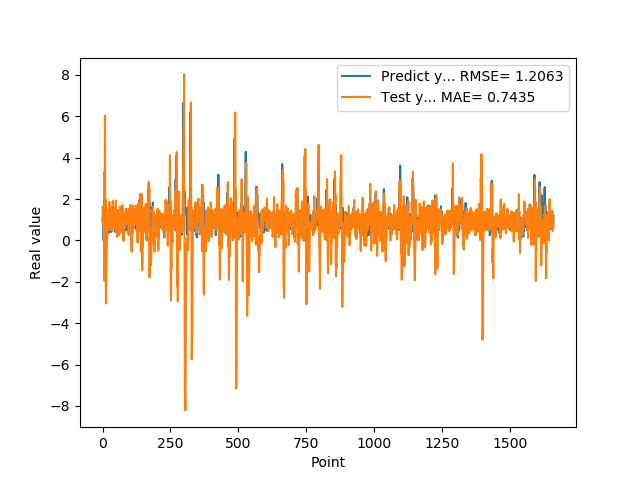 Predict y... RMSE= 1.2063
Test y... MAE= 0.7435
8
6
4
2
0
−2
−4
−6
−8
Real value
0 250 500 750 1000 1250 1500
Point